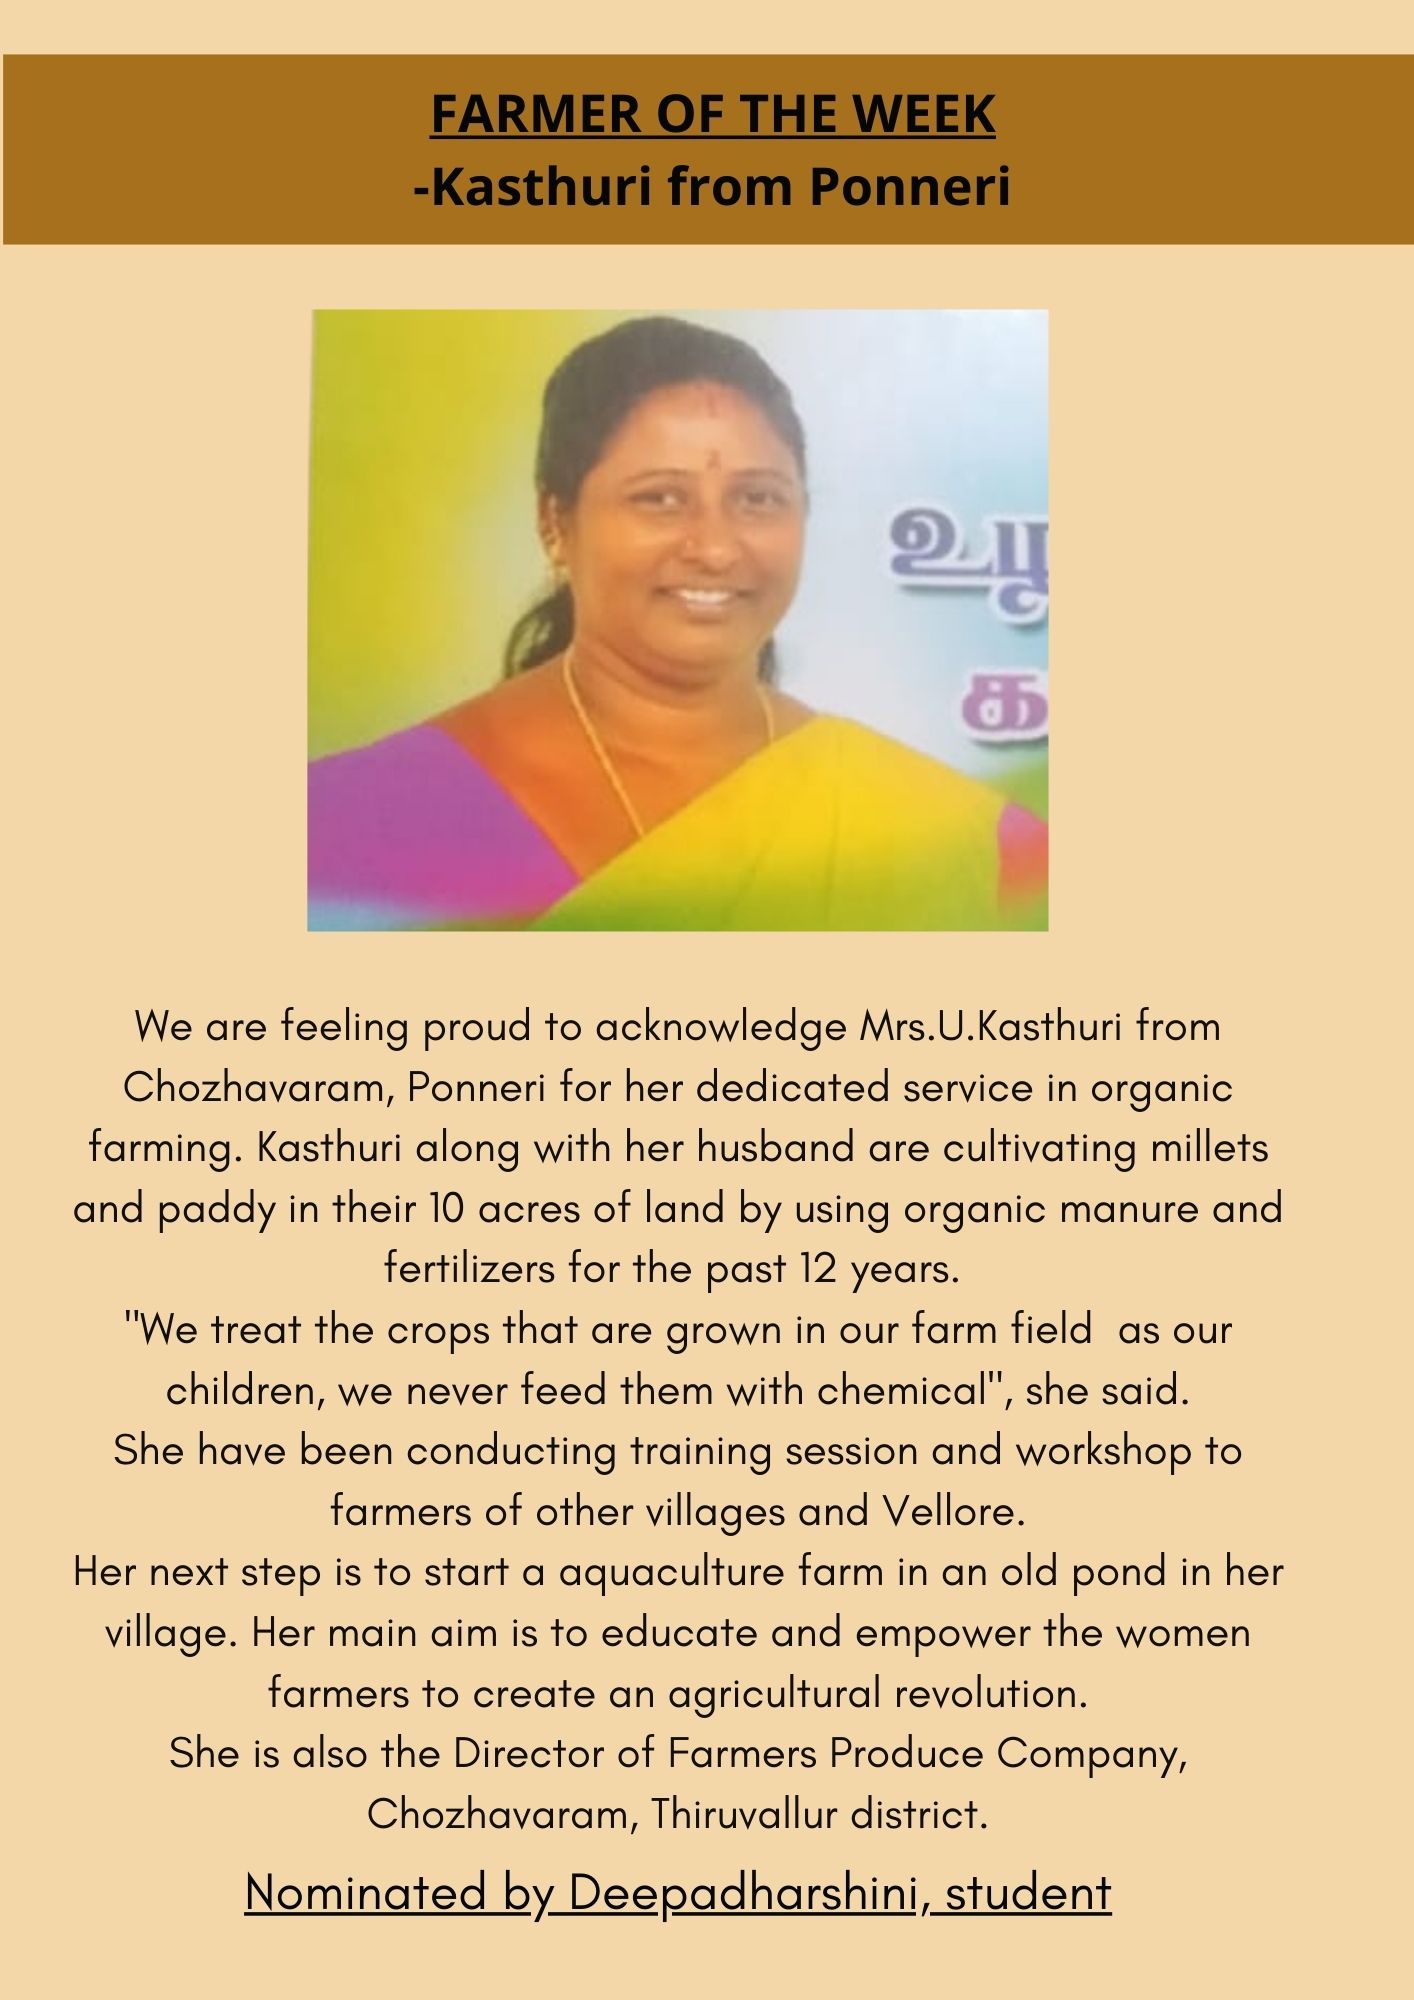 FARMER OF THE WEEK
-Kasthuri from Ponneri
உழ
க
We are feeling proud to acknowledge Mrs.U.Kasthuri from
Chozhavaram, Ponneri for her dedicated service in organic
farming. Kasthuri along with her husband are cultivating millets
and paddy in their 10 acres of land by using organic manure and
fertilizers for the past 12 years.
"We treat the crops that are grown in our farm field  as our
children, we never feed them with chemical", she said.
She have been conducting training session and workshop to
farmers of other villages and Vellore.
Her next step is to start a aquaculture farm in an old pond in her
village. Her main aim is to educate and empower the women
farmers to create an agricultural revolution.
She is also the Director of Farmers Produce Company,
Chozhavaram, Thiruvallur district.
Nominated by Deepadharshini, student